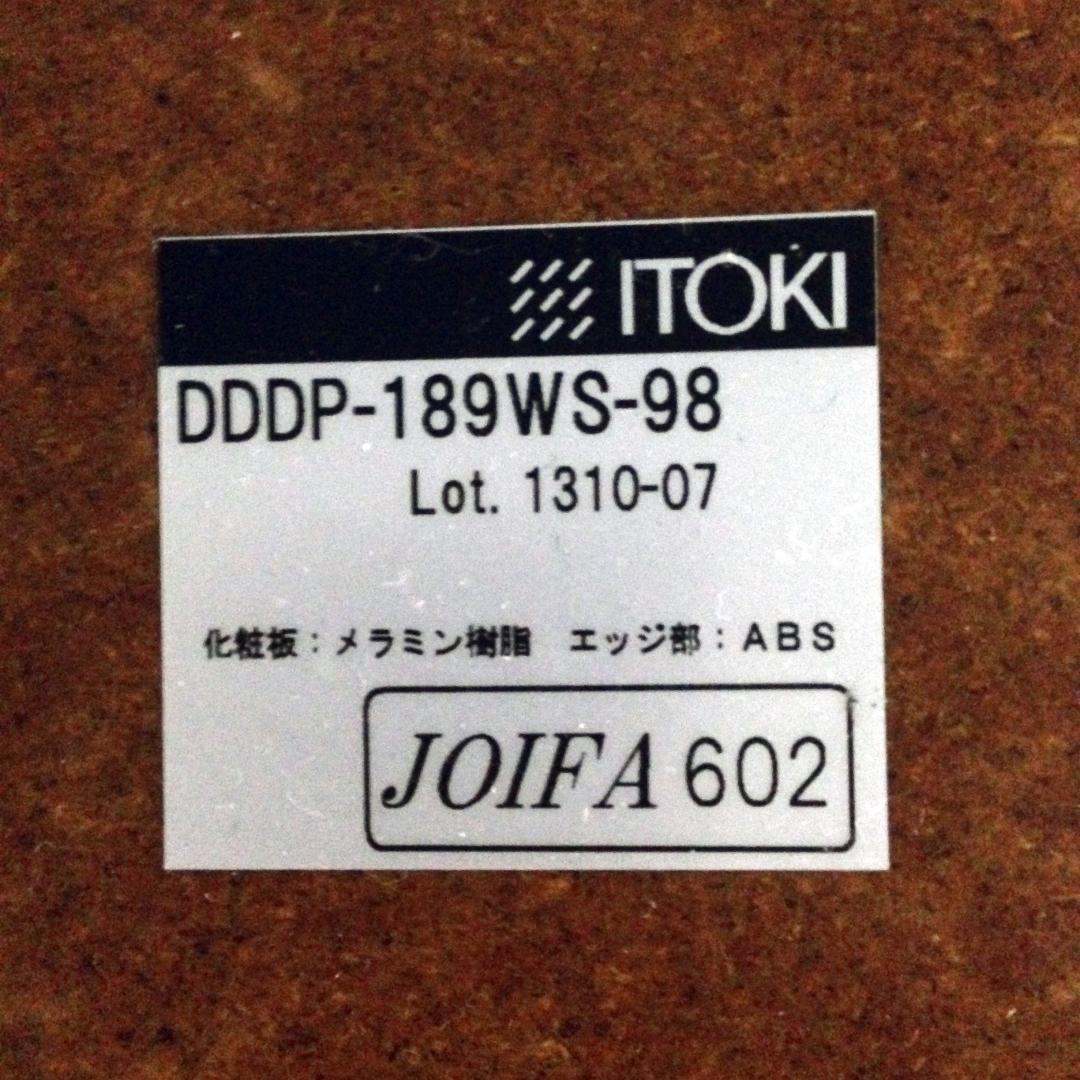 ITOKI
DDDP-189WS-98
Lot. 1310-07
化粧板：メラミン樹脂　エッジ部：ABS
JOIFA 602